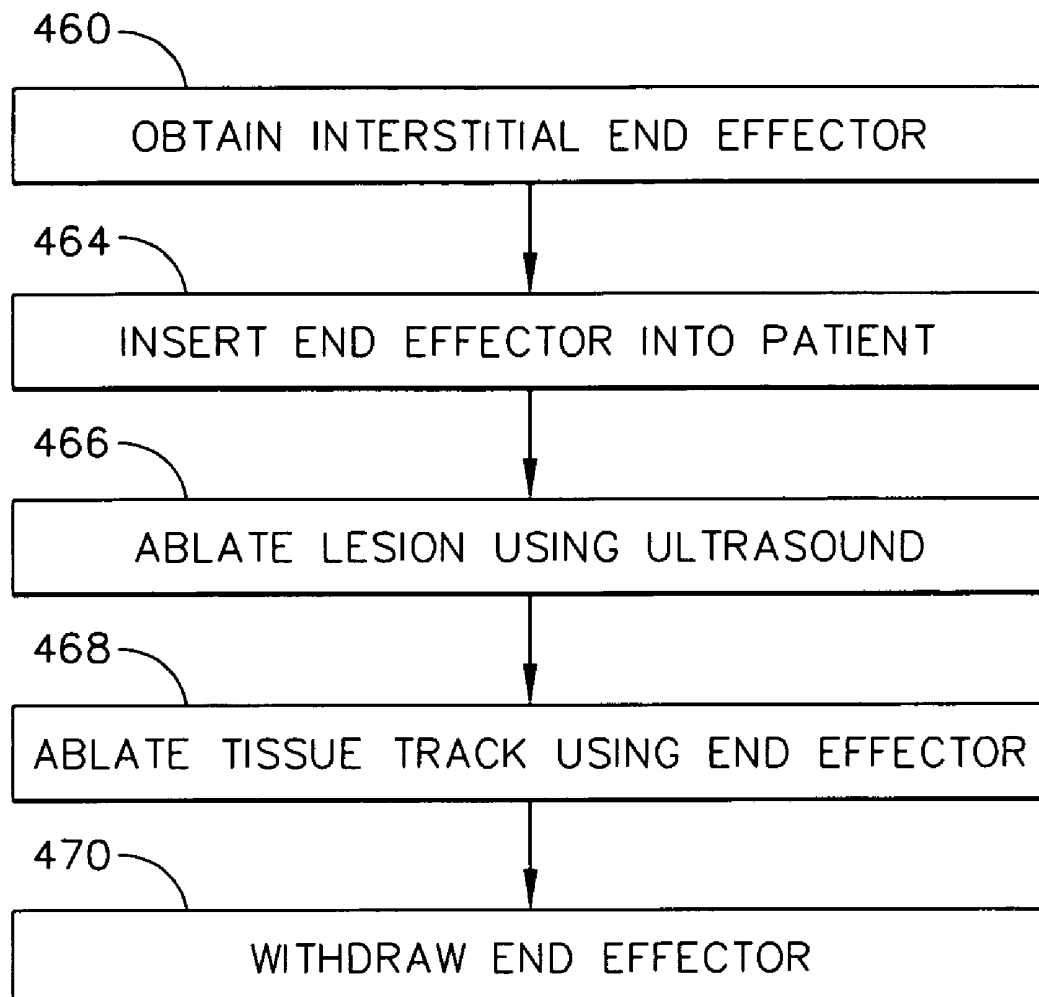 460
OBTAIN INTERSTITIAL END EFFECTOR
464
INSERT END EFFECTOR INTO PATIENT
466
ABLATE LESION USING ULTRASOUND
468
ABLATE TISSUE TRACK USING END EFFECTOR
470
WITHDRAW END EFFECTOR